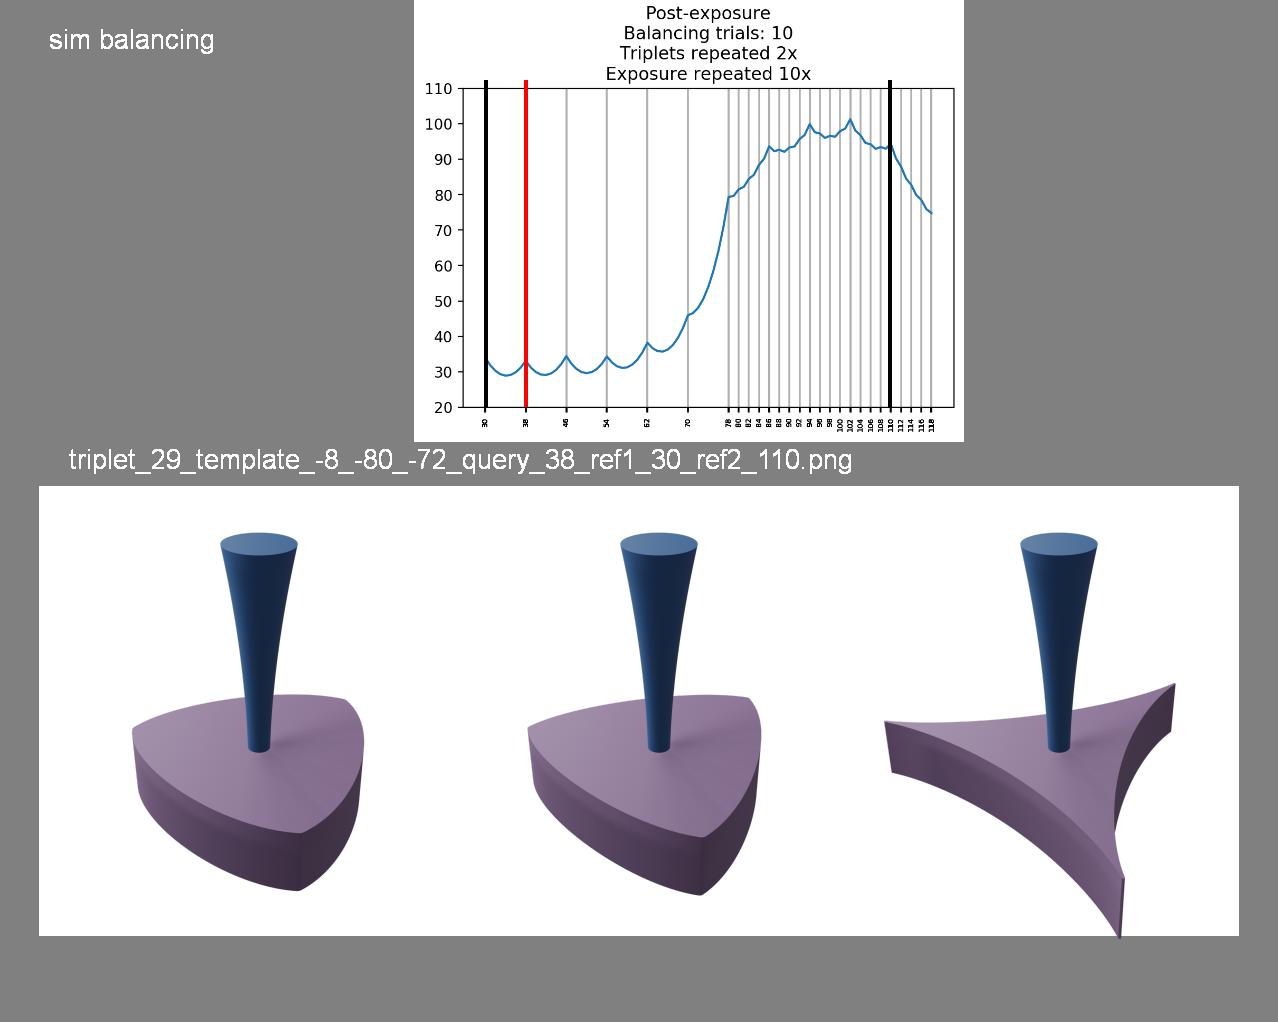 sim balancing
Post-exposure
Balancing trials: 10
Triplets repeated 2x
Exposure repeated 10x
110
100
90
80
70
60
50
40
30
20
30 38 46 54 62 70 78 80 82 84 86 88 90 92 94 96 98 100 102 104 106 108 110 112 114 116 118
triplet_29_template_-8_-80_-72_query_38_ref1_30_ref2_110.png